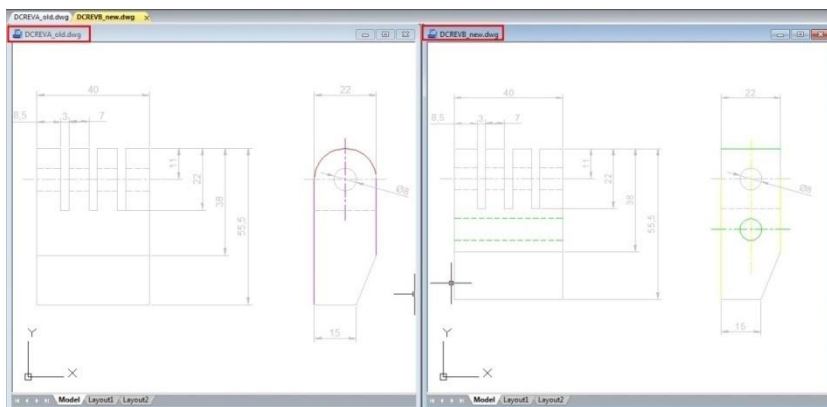 DCREVA_old.dwg DCREVB_new.dwg
DCREVA_old.dwg
40
22
8,5
3
7
11
22
38
55,5
Ø8
15
Y
X
Model Layout1 Layout2
DCREVB_new.dwg
40
22
8,5
3
7
11
22
38
55,5
Ø8
15
Y
X
Model Layout1 Layout2